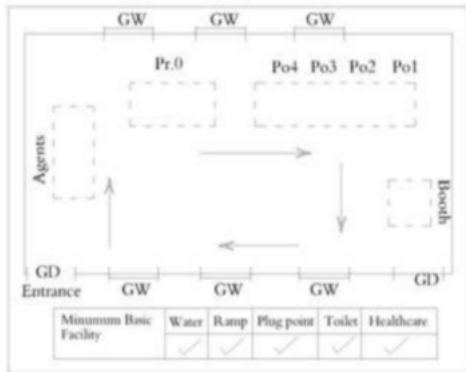 GW GW GW
Pr.0 Po4 Po3 Po2 Po1
Agents
Booth
GD GD
Entrance GW GW GW
Minumum Basic Facility Water Ramp Plug point Toilet Healthcare